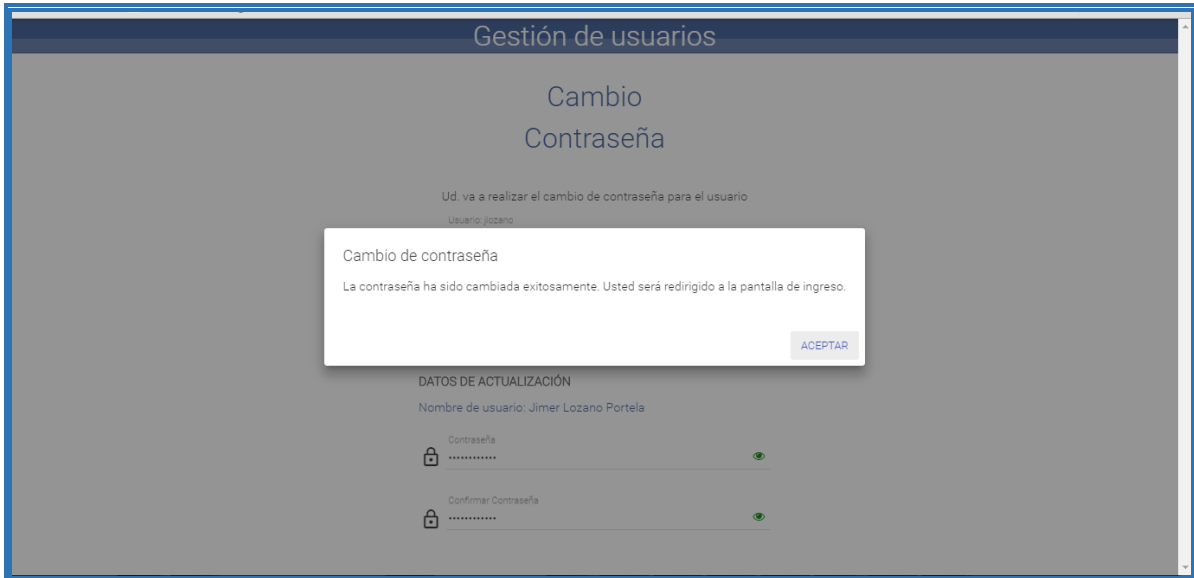 Gestión de usuarios
Cambio
Contraseña
Ud. va a realizar el cambio de contraseña para el usuario
Usuario: jlozano
Cambio de contraseña
La contraseña ha sido cambiada exitosamente. Usted será redirigido a la pantalla de ingreso.
ACEPTAR
DATOS DE ACTUALIZACIÓN
Nombre de usuario: Jimer Lozano Portela
Contraseña
••••••••••••
Confirmar Contraseña
••••••••••••